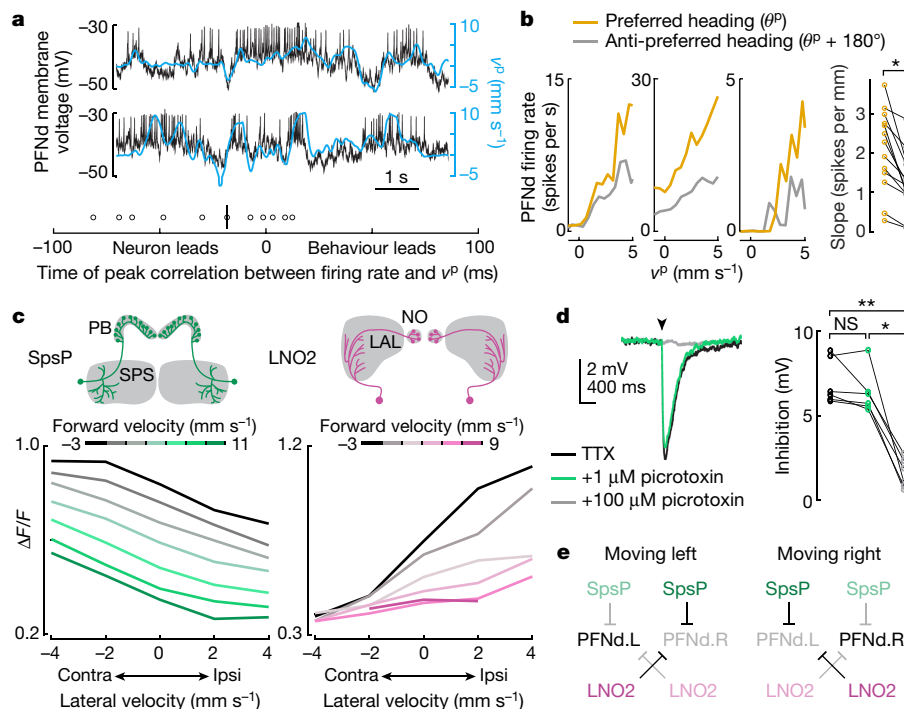 a
-30
-50
-30
-50
PFNd membrane
voltage (mV)
10
-5
10
-5
vᵖ (mm s⁻¹)
1 s
-100 0 100
Neuron leads Behaviour leads
Time of peak correlation between firing rate and vᵖ (ms)
b
Preferred heading (θᵖ)
Anti-preferred heading (θᵖ + 180°)
PFNd firing rate
(spikes per s)
15 30 5
0 0 0
0 5 0 5 0 5
vᵖ (mm s⁻¹)
Slope (spikes per mm)
*
3
2
1
0
c
SpsP
PB
SPS
LNO2
NO
LAL
Forward velocity (mm s⁻¹)
-3 11
Forward velocity (mm s⁻¹)
-3 9
ΔF/F
1.0
0.2
1.2
0.3
-4 -2 0 2 4
-4 -2 0 2 4
Contra Ipsi
Contra Ipsi
Lateral velocity (mm s⁻¹)
Lateral velocity (mm s⁻¹)
d
2 mV
400 ms
TTX
+1 μM picrotoxin
+100 μM picrotoxin
Inhibition (mV)
**
NS
*
10
5
0
e
Moving left Moving right
SpsP SpsP SpsP SpsP
PFNd.L PFNd.R PFNd.L PFNd.R
LNO2 LNO2 LNO2 LNO2